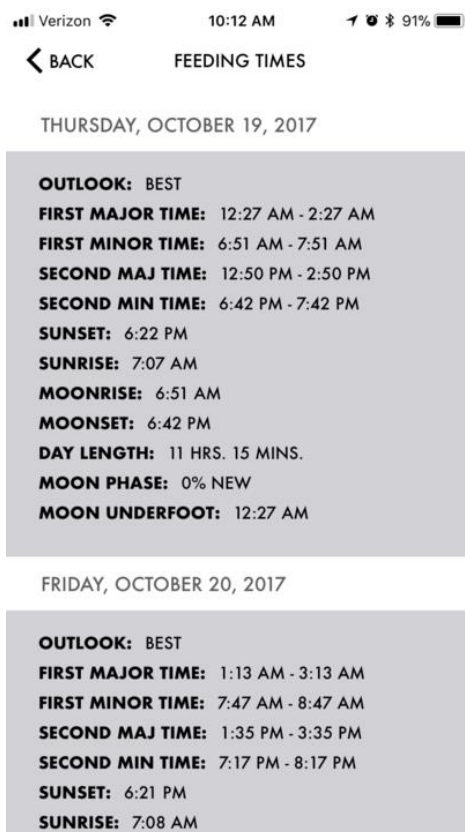 Verizon 10:12 AM 91%
BACK FEEDING TIMES
THURSDAY, OCTOBER 19, 2017
OUTLOOK: BEST
FIRST MAJOR TIME: 12:27 AM - 2:27 AM
FIRST MINOR TIME: 6:51 AM - 7:51 AM
SECOND MAJ TIME: 12:50 PM - 2:50 PM
SECOND MIN TIME: 6:42 PM - 7:42 PM
SUNSET: 6:22 PM
SUNRISE: 7:07 AM
MOONRISE: 6:51 AM
MOONSET: 6:42 PM
DAY LENGTH: 11 HRS. 15 MINS.
MOON PHASE: 0% NEW
MOON UNDERFOOT: 12:27 AM
FRIDAY, OCTOBER 20, 2017
OUTLOOK: BEST
FIRST MAJOR TIME: 1:13 AM - 3:13 AM
FIRST MINOR TIME: 7:47 AM - 8:47 AM
SECOND MAJ TIME: 1:35 PM - 3:35 PM
SECOND MIN TIME: 7:17 PM - 8:17 PM
SUNSET: 6:21 PM
SUNRISE: 7:08 AM